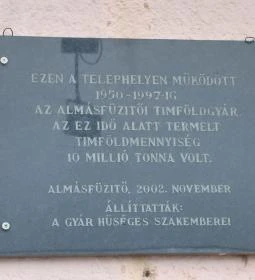 EZEN A TELEPHELYEN MŰKÖDÖTT
1950-1997-IG
AZ ALMÁSFÜZITŐI TIMFÖLDGYÁR,
AZ EZ IDŐ ALATT TERMELT
TIMFÖLDMENNYISÉG
10 MILLIÓ TONNA VOLT.
ALMÁSFÜZITŐ, 2002. NOVEMBER
ÁLLÍTTATTÁK:
A GYÁR HŰSÉGES SZAKEMBEREI